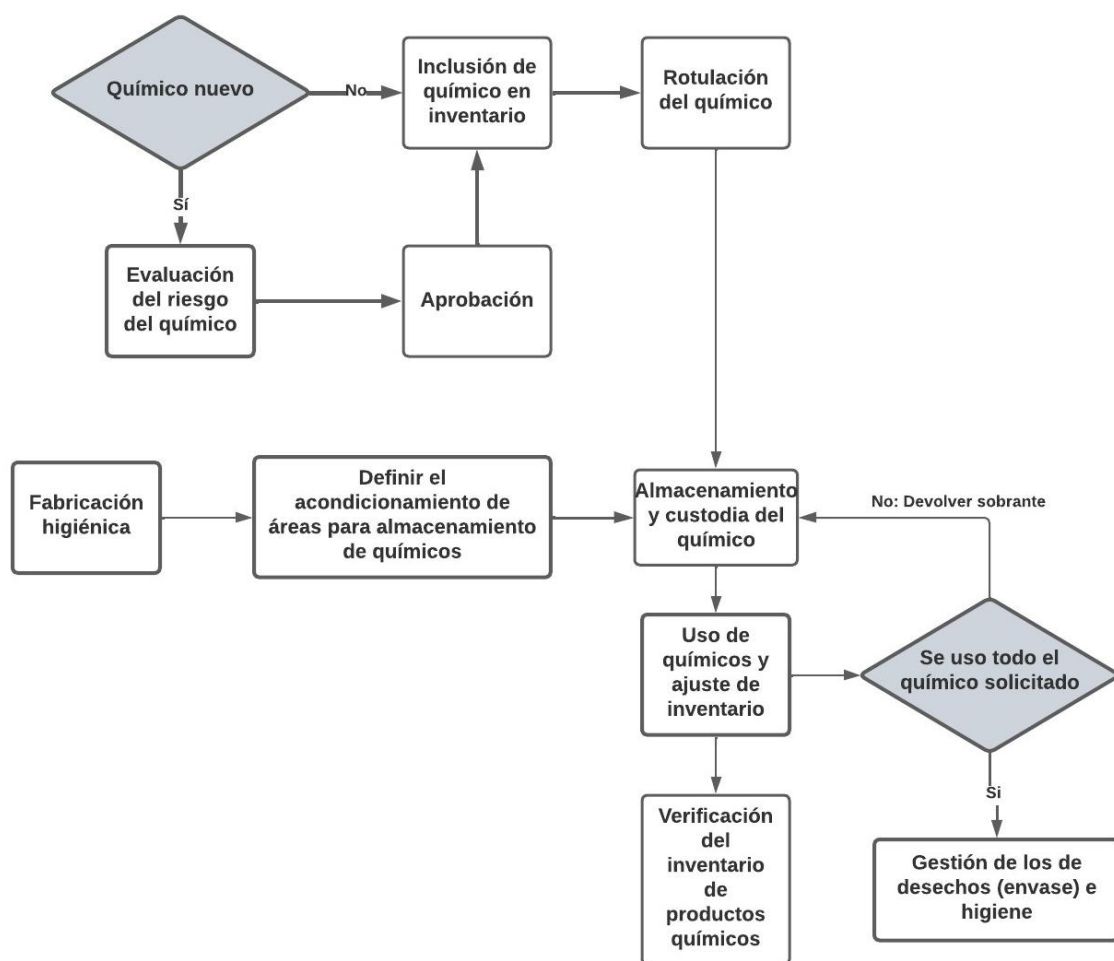 Químico nuevo
No
Inclusión de
químico en
inventario
Rotulación
del químico
Sí
Evaluación
del riesgo
del químico
Aprobación
Fabricación
higiénica
Definir el
acondicionamiento de
áreas para almacenamiento
de químicos
Almacenamiento
y custodia del
químico
No: Devolver sobrante
Uso de
químicos y
ajuste de
inventario
Se uso todo el
químico solicitado
Si
Verificación
del
inventario
de
productos
químicos
Gestión de los de
desechos (envase) e
higiene